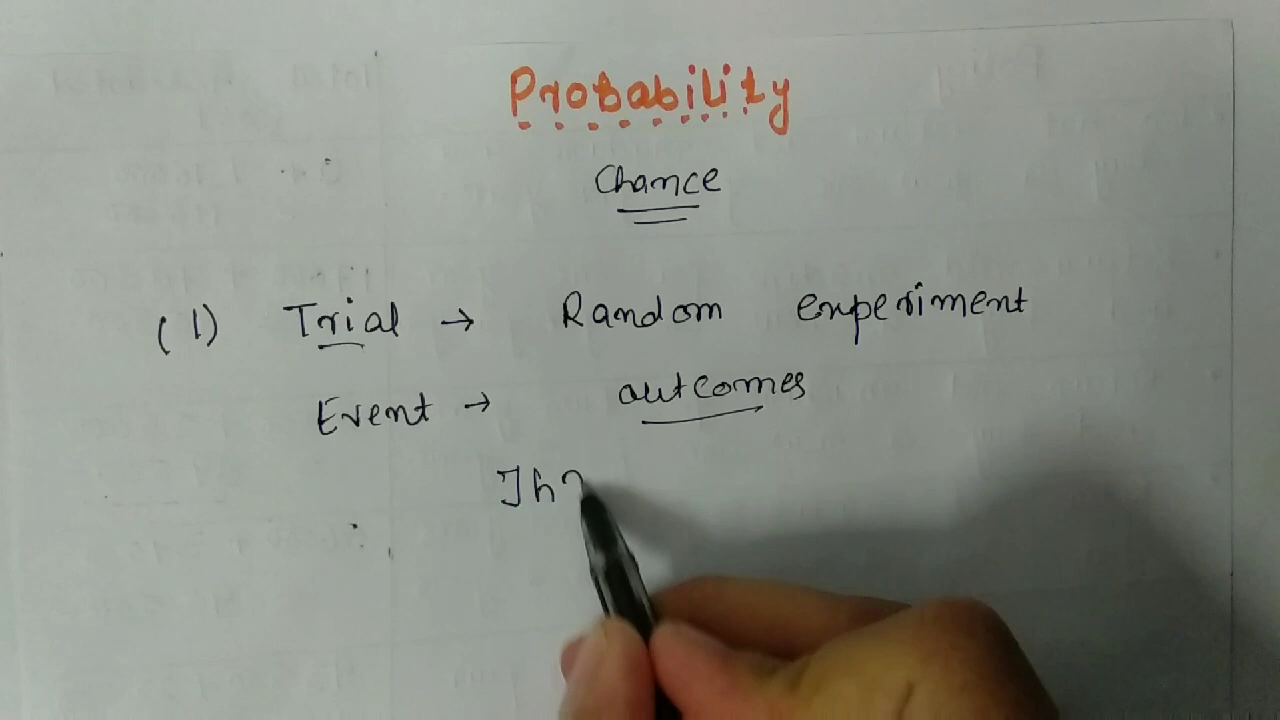 Probability
Chance
(1) Trial → Random experiment
Event → outcomes